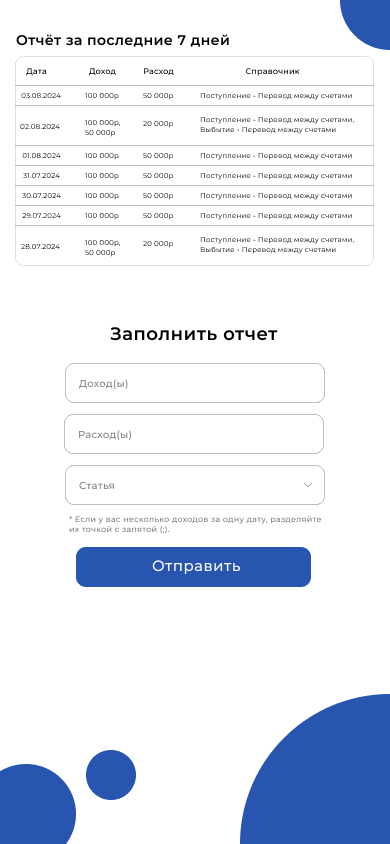 Отчёт за последние 7 дней
Дата Доход Расход Справочник
03.08.2024 100 000р 50 000р Поступление - Перевод между счетами
02.08.2024 100 000р, 20 000р Поступление - Перевод между счетами,
50 000р Выбытие - Перевод между счетами
01.08.2024 100 000р 50 000р Поступление - Перевод между счетами
31.07.2024 100 000р 50 000р Поступление - Перевод между счетами
30.07.2024 100 000р 50 000р Поступление - Перевод между счетами
29.07.2024 100 000р 50 000р Поступление - Перевод между счетами
28.07.2024 100 000р, 20 000р Поступление - Перевод между счетами,
50 000р Выбытие - Перевод между счетами
Заполнить отчет
Доход(ы)
Расход(ы)
Статья
* Если у вас несколько доходов за одну дату, разделяйте
их точкой с запятой (;).
Отправить